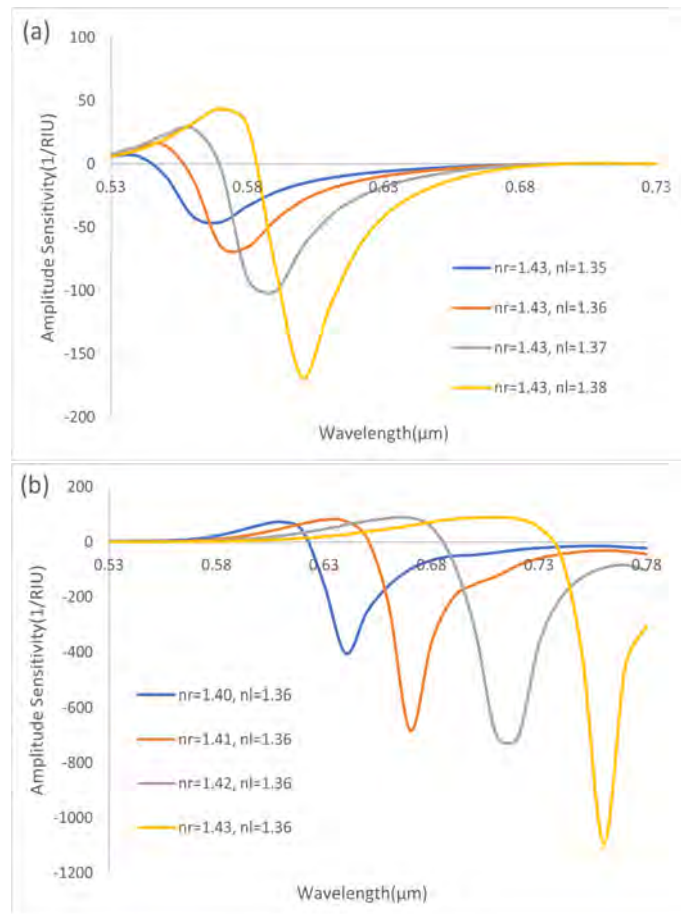 (a)
100
50
0
-50
-100
-150
-200
0.53
0.58
0.63
0.68
0.73
Amplitude Sensitivity(1/RIU)
Wavelength(μm)
nr=1.43, nl=1.35
nr=1.43, nl=1.36
nr=1.43, nl=1.37
nr=1.43, nl=1.38
(b)
200
0
-200
-400
-600
-800
-1000
-1200
0.53
0.58
0.63
0.68
0.73
0.78
Amplitude Sensitivity(1/RIU)
Wavelength(μm)
nr=1.40, nl=1.36
nr=1.41, nl=1.36
nr=1.42, nl=1.36
nr=1.43, nl=1.36